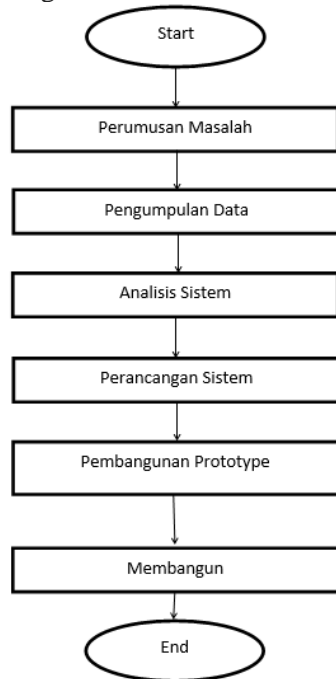 Start
Perumusan Masalah
Pengumpulan Data
Analisis Sistem
Perancangan Sistem
Pembangunan Prototype
Membangun
End